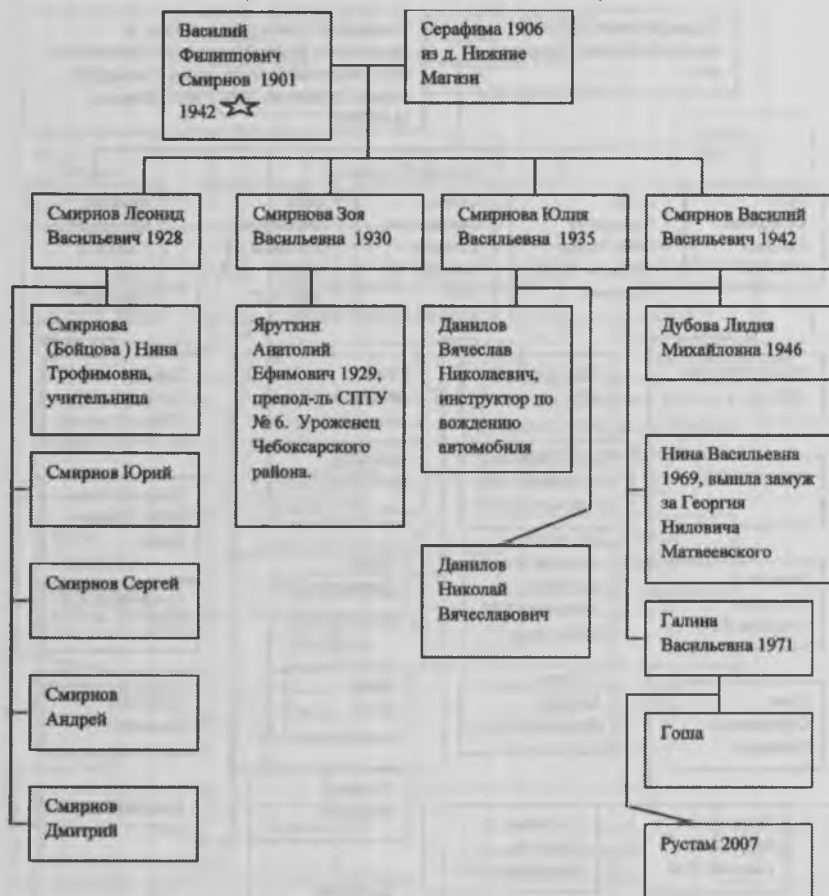 Василий
Филиппович
Смирнов 1901
1942
Серафима 1906
из д. Нижние
Магази
Смирнов Леонид
Васильевич 1928
Смирнова Зоя
Васильевна 1930
Смирнова Юлия
Васильевна 1935
Смирнов Василий
Васильевич 1942
Смирнова
(Бойцова ) Нина
Трофимовна,
учительница
Яруткин
Анатолий
Ефимович 1929,
препод-ль СПТУ
№ 6. Уроженец
Чебоксарского
района.
Данилов
Вячеслав
Николаевич,
инструктор по
вождению
автомобиля
Дубова Лидия
Михайловна 1946
Смирнов Юрий
Нина Васильевна
1969, вышла замуж
за Георгия
Ниловича
Матвеевского
Данилов
Николай
Вячеславович
Смирнов Сергей
Галина
Васильевна 1971
Смирнов
Андрей
Гоша
Смирнов
Дмитрий
Рустам 2007